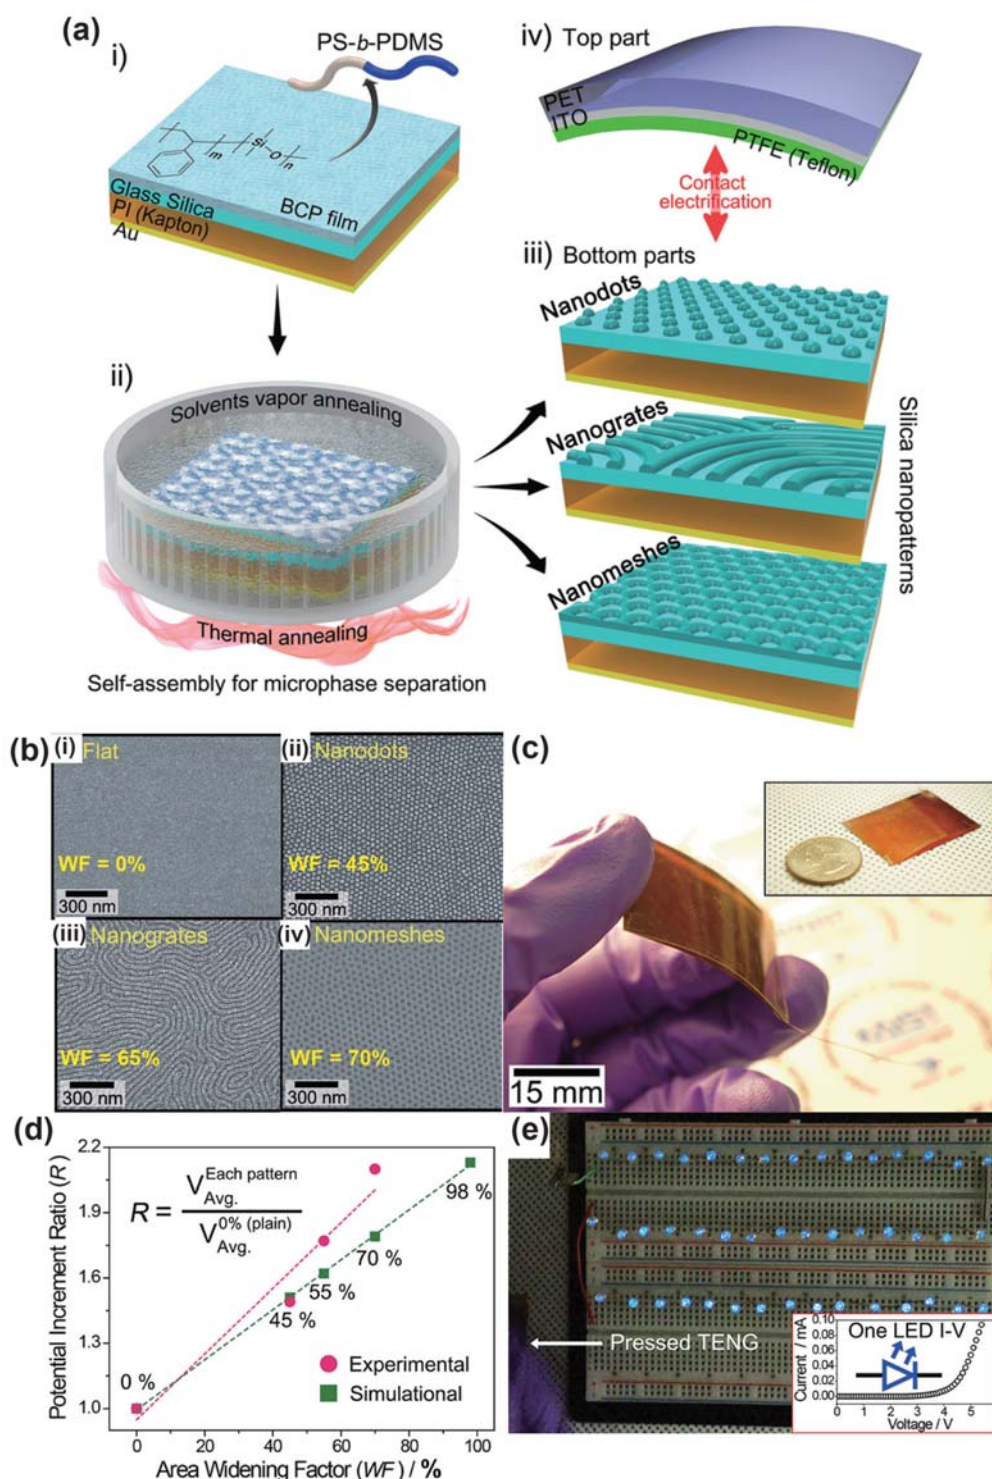 (a)
i)
PS-b-PDMS
m
Si
O
n
Glass Silica
BCP film
PI (Kapton)
Au
iv) Top part
PET
ITO
PTFE (Teflon)
Contact
electrification
iii) Bottom parts
Nanodots
Nanogrates
Nanomeshes
Silica nanopatterns
ii)
Solvents vapor annealing
Thermal annealing
Self-assembly for microphase separation
(b)
(i) Flat
WF = 0%
300 nm
(ii) Nanodots
WF = 45%
300 nm
(iii) Nanogrates
WF = 65%
300 nm
(iv) Nanomeshes
WF = 70%
300 nm
(c)
15 mm
(d)
Potential Increment Ratio (R)
2.2
1.9
1.6
1.3
1.0
R = V Avg. Each pattern / V Avg. 0% (plain)
0 %
45 %
55 %
70 %
98 %
Experimental
Simulational
0 20 40 60 80 100
Area Widening Factor (WF) / %
(e)
Pressed TENG
One LED I-V
Current / mA
0.10
0.08
0.06
0.04
0.02
0.00
0 1 2 3 4 5
Voltage / V